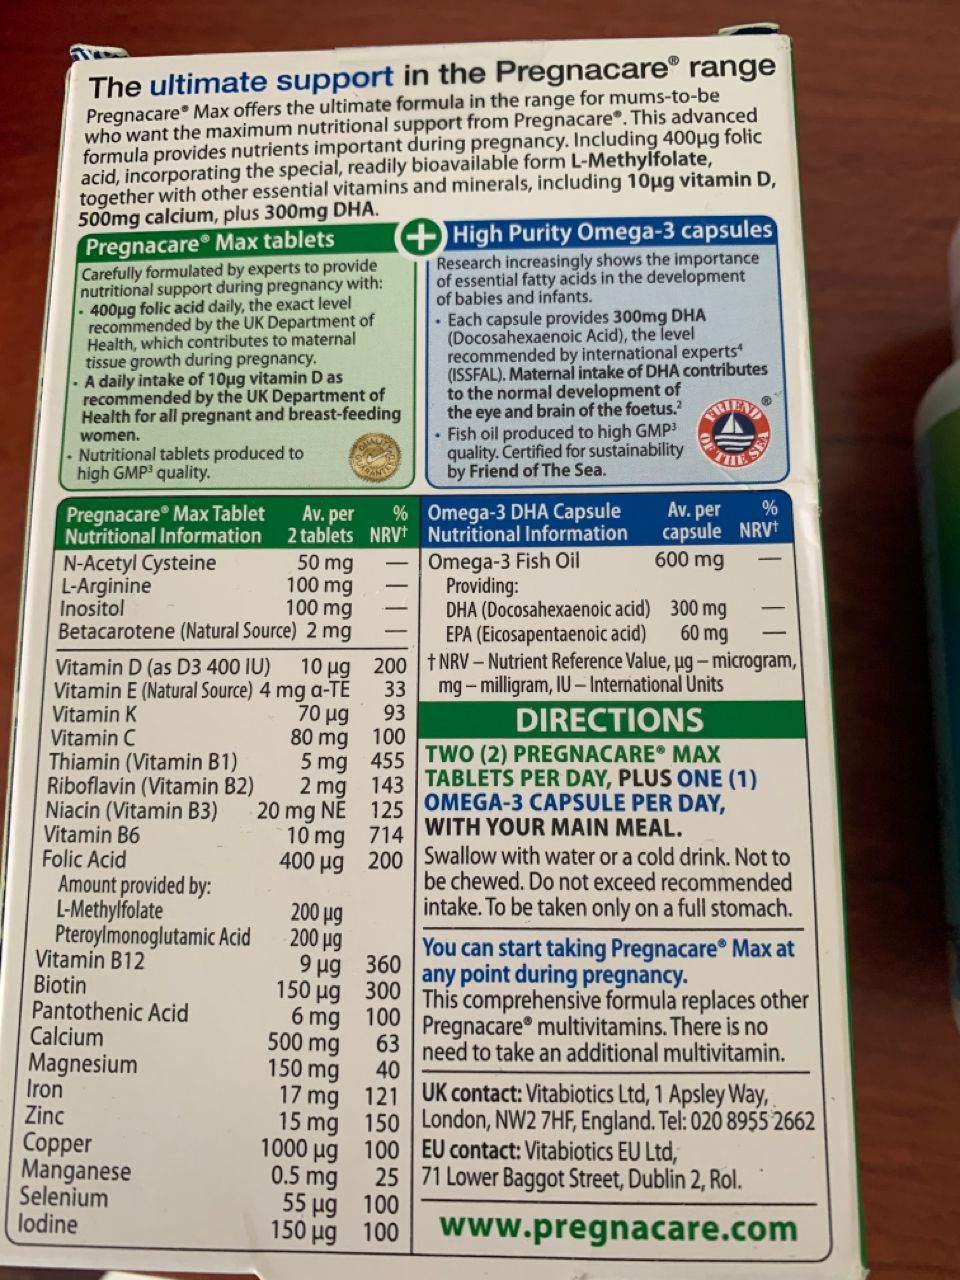 The ultimate support in the Pregnacare® range
Pregnacare® Max offers the ultimate formula in the range for mums-to-be
who want the maximum nutritional support from Pregnacare®. This advanced
formula provides nutrients important during pregnancy. Including 400µg folic
acid, incorporating the special, readily bioavailable form L-Methylfolate,
together with other essential vitamins and minerals, including 10µg vitamin D,
500mg calcium, plus 300mg DHA.
Pregnacare® Max tablets
Carefully formulated by experts to provide
nutritional support during pregnancy with:
• 400µg folic acid daily, the exact level
recommended by the UK Department of
Health, which contributes to maternal
tissue growth during pregnancy.
• A daily intake of 10µg vitamin D as
recommended by the UK Department of
Health for all pregnant and breast-feeding
women.
• Nutritional tablets produced to
high GMP³ quality.
+
High Purity Omega-3 capsules
Research increasingly shows the importance
of essential fatty acids in the development
of babies and infants.
• Each capsule provides 300mg DHA
(Docosahexaenoic Acid), the level
recommended by international experts⁴
(ISSFAL). Maternal intake of DHA contributes
to the normal development of
the eye and brain of the foetus.²
• Fish oil produced to high GMP³
quality. Certified for sustainability
by Friend of The Sea.
FRIEND
OF THE SEA
®
Pregnacare® Max Tablet Av. per %
Nutritional Information 2 tablets NRV†
N-Acetyl Cysteine 50 mg —
L-Arginine 100 mg —
Inositol 100 mg —
Betacarotene (Natural Source) 2 mg —
Vitamin D (as D3 400 IU) 10 µg 200
Vitamin E (Natural Source) 4 mg α-TE 33
Vitamin K 70 µg 93
Vitamin C 80 mg 100
Thiamin (Vitamin B1) 5 mg 455
Riboflavin (Vitamin B2) 2 mg 143
Niacin (Vitamin B3) 20 mg NE 125
Vitamin B6 10 mg 714
Folic Acid 400 µg 200
Amount provided by:
L-Methylfolate 200 µg
Pteroylmonoglutamic Acid 200 µg
Vitamin B12 9 µg 360
Biotin 150 µg 300
Pantothenic Acid 6 mg 100
Calcium 500 mg 63
Magnesium 150 mg 40
Iron 17 mg 121
Zinc 15 mg 150
Copper 1000 µg 100
Manganese 0.5 mg 25
Selenium 55 µg 100
Iodine 150 µg 100
Omega-3 DHA Capsule Av. per %
Nutritional Information capsule NRV†
Omega-3 Fish Oil 600 mg —
Providing:
DHA (Docosahexaenoic acid) 300 mg —
EPA (Eicosapentaenoic acid) 60 mg —
† NRV – Nutrient Reference Value, µg – microgram,
mg – milligram, IU – International Units
DIRECTIONS
TWO (2) PREGNACARE® MAX
TABLETS PER DAY, PLUS ONE (1)
OMEGA-3 CAPSULE PER DAY,
WITH YOUR MAIN MEAL.
Swallow with water or a cold drink. Not to
be chewed. Do not exceed recommended
intake. To be taken only on a full stomach.
You can start taking Pregnacare® Max at
any point during pregnancy.
This comprehensive formula replaces other
Pregnacare® multivitamins. There is no
need to take an additional multivitamin.
UK contact: Vitabiotics Ltd, 1 Apsley Way,
London, NW2 7HF, England. Tel: 020 8955 2662
EU contact: Vitabiotics EU Ltd,
71 Lower Baggot Street, Dublin 2, RoI.
www.pregnacare.com